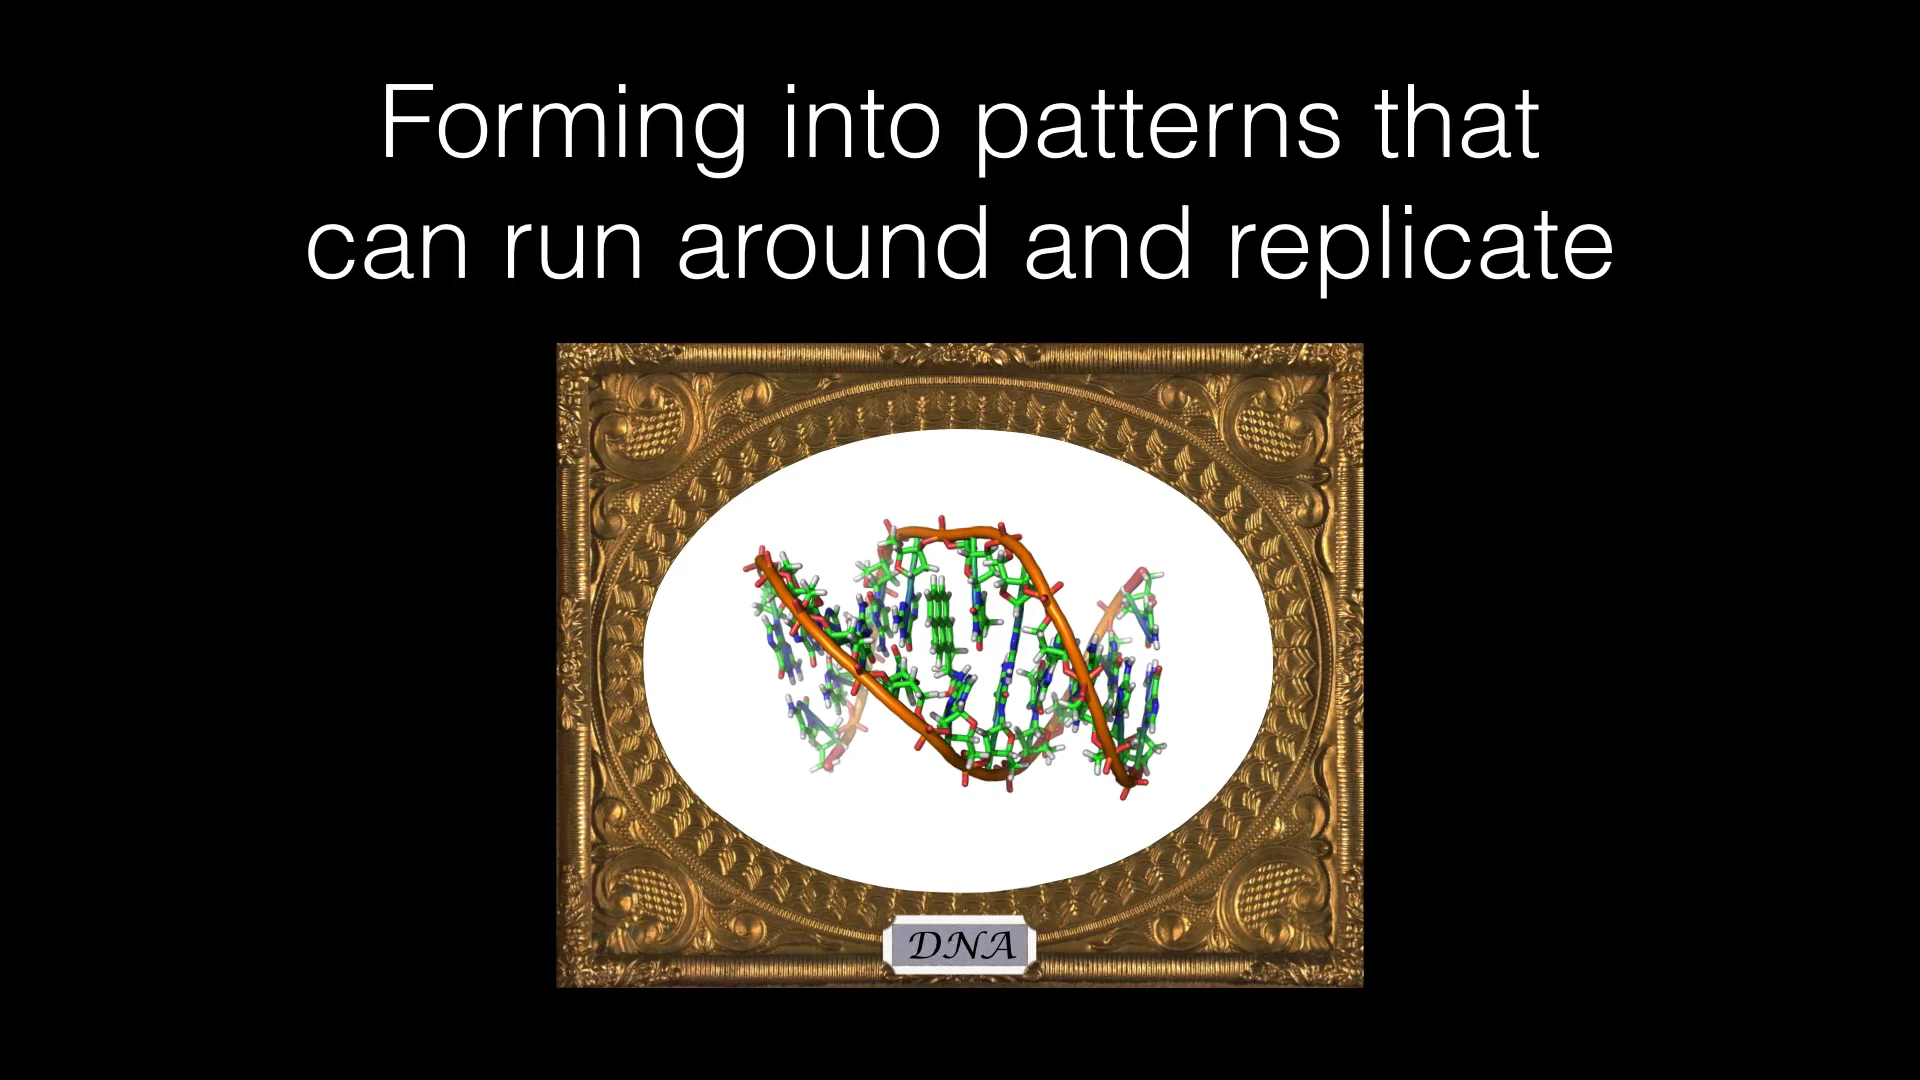 Forming into patterns that
can run around and replicate
DNA